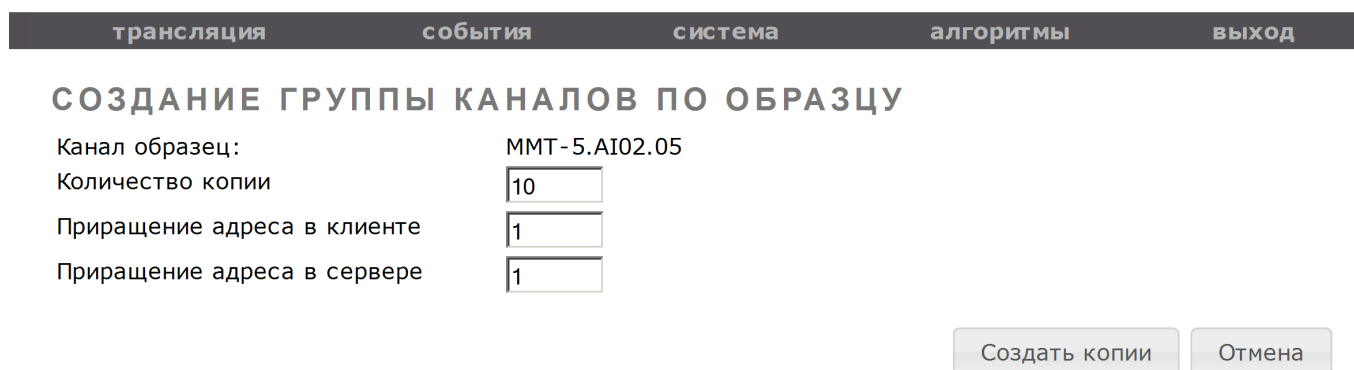 трансляция события система алгоритмы выход
СОЗДАНИЕ ГРУППЫ КАНАЛОВ ПО ОБРАЗЦУ
Канал образец: ММТ-5.AI02.05
Количество копии 10
Приращение адреса в клиенте 1
Приращение адреса в сервере 1
Создать копии Отмена